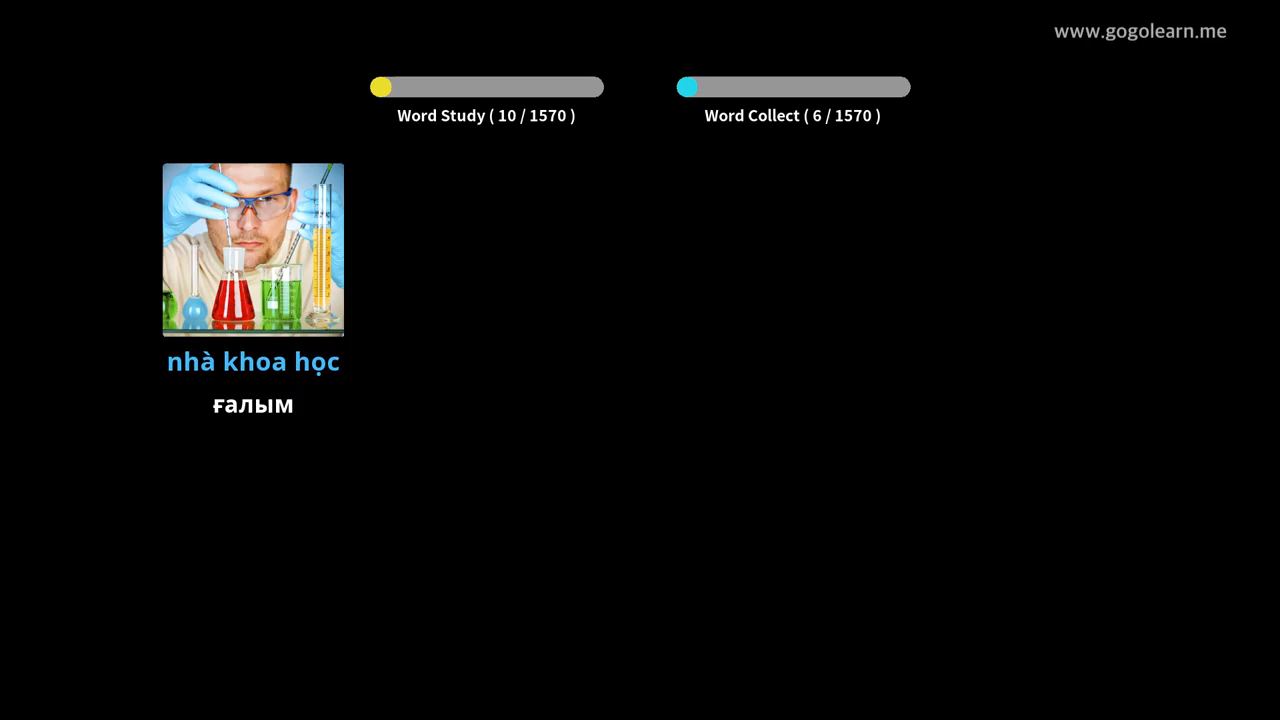 www.gogolearn.me
Word Study ( 10 / 1570 )
Word Collect ( 6 / 1570 )
nhà khoa học
ғалым